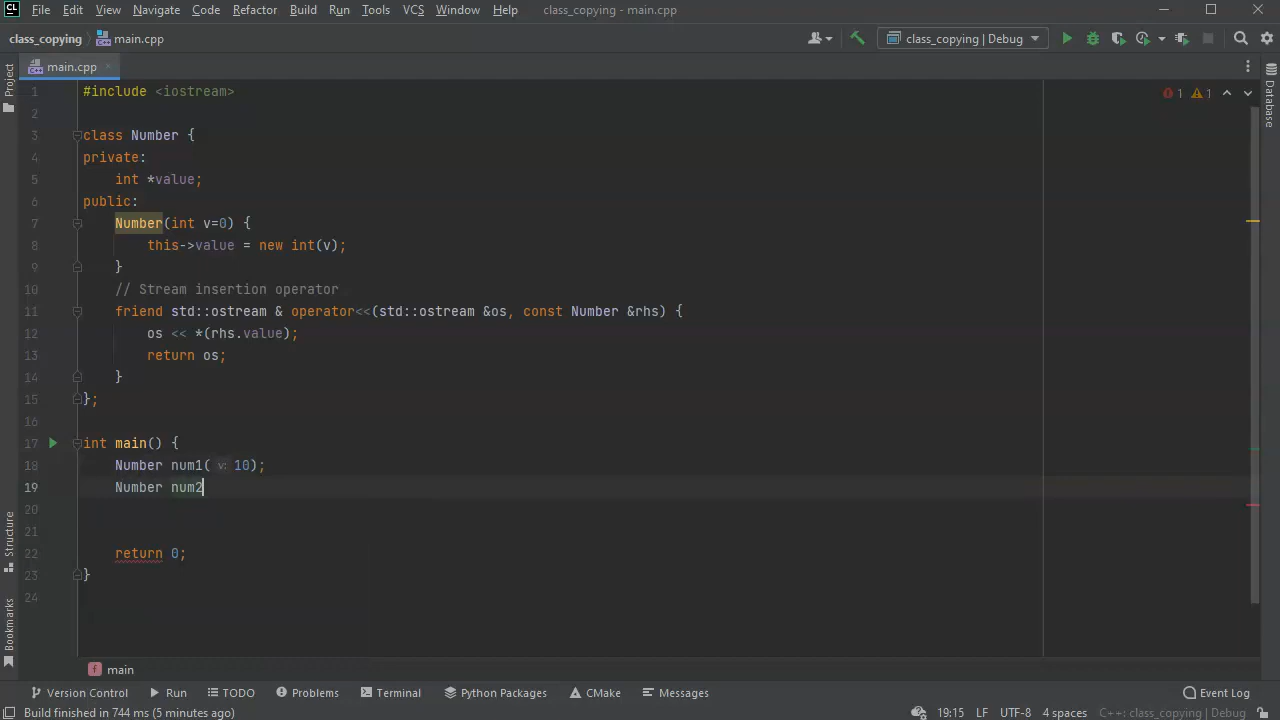 CL File Edit View Navigate Code Refactor Build Run Tools VCS Window Help class_copying - main.cpp
class_copying main.cpp class_copying | Debug
main.cpp
Project
Database
1 #include <iostream>
1 1
2
3 class Number {
4 private:
5 int *value;
6 public:
7 Number(int v=0) {
8 this->value = new int(v);
9 }
10 // Stream insertion operator
11 friend std::ostream & operator<<(std::ostream &os, const Number &rhs) {
12 os << *(rhs.value);
13 return os;
14 }
15 };
16
17 int main() {
18 Number num1( v: 10);
19 Number num2
20
21
22 return 0;
23 }
24
Structure
Bookmarks
f main
Version Control Run TODO Problems Terminal Python Packages CMake Messages Event Log
Build finished in 744 ms (5 minutes ago) 19:15 LF UTF-8 4 spaces C++: class_copying | Debug